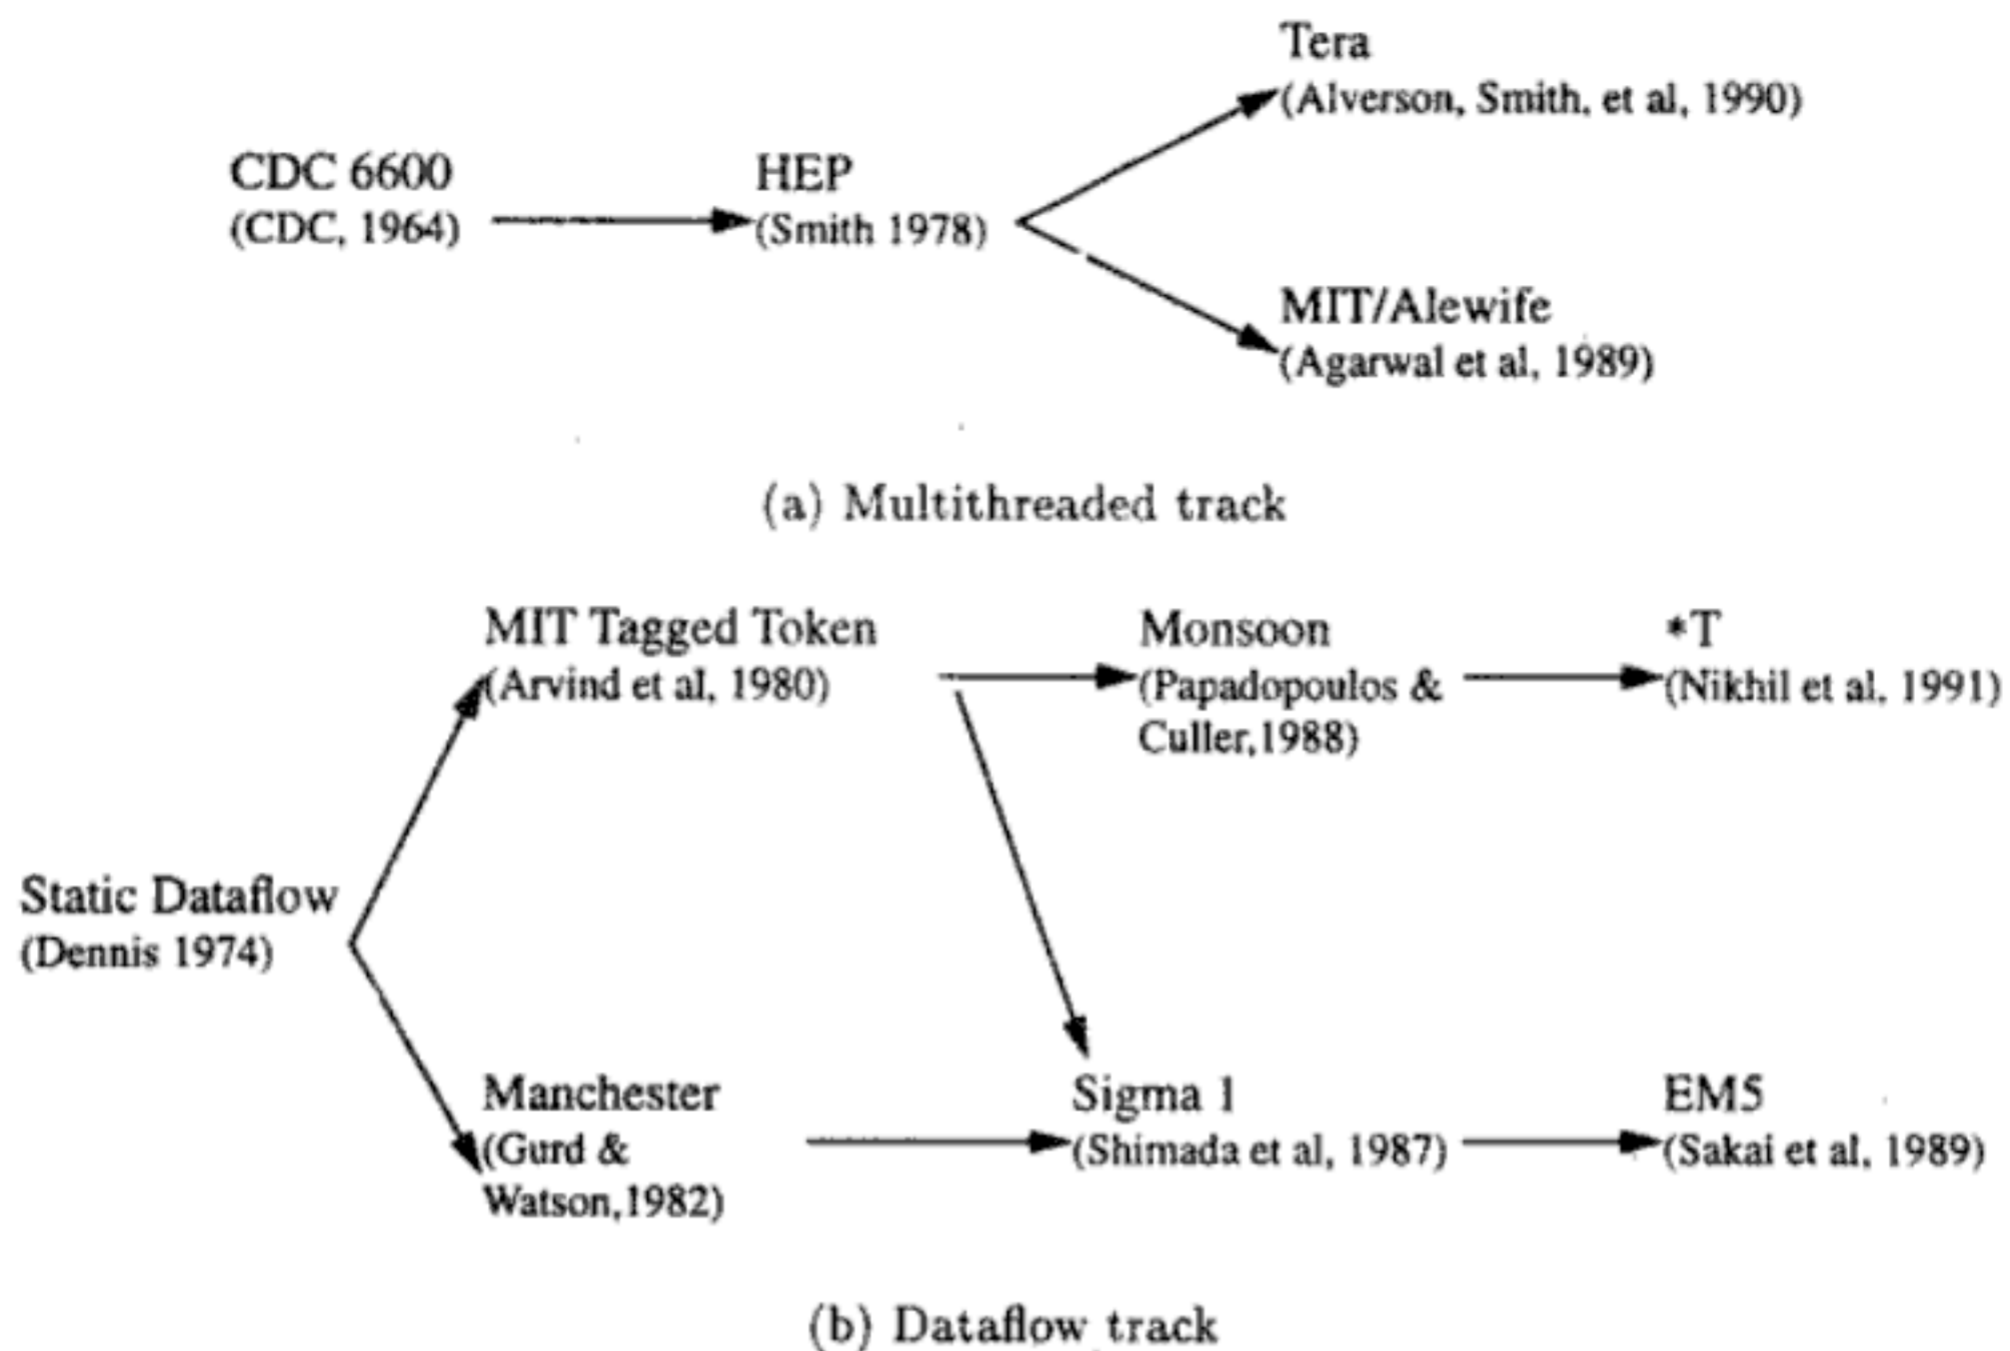 Tera
(Alverson, Smith, et al, 1990)
CDC 6600
(CDC, 1964)
HEP
(Smith 1978)
MIT/Alewife
(Agarwal et al, 1989)
(a) Multithreaded track
MIT Tagged Token
(Arvind et al, 1980)
Monsoon
(Papadopoulos &
Culler,1988)
*T
(Nikhil et al, 1991)
Static Dataflow
(Dennis 1974)
Manchester
(Gurd &
Watson,1982)
Sigma 1
(Shimada et al, 1987)
EM5
(Sakai et al, 1989)
(b) Dataflow track